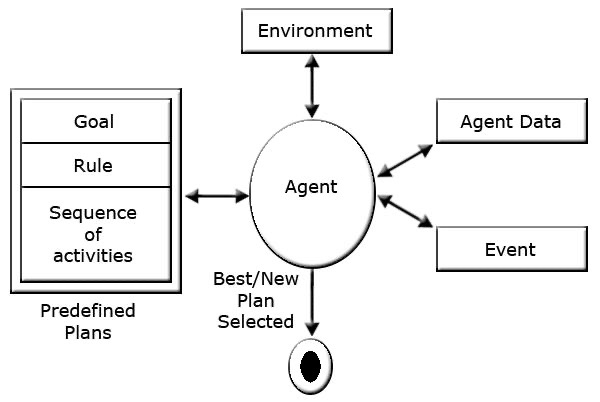 Environment
Goal
Rule
Sequence
of
activities
Predefined
Plans
Agent
Agent Data
Event
Best/New
Plan
Selected